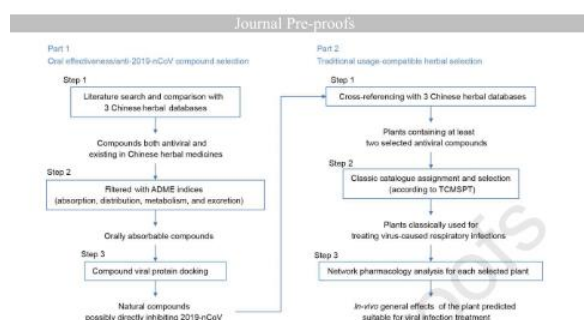 Journal Pre-proofs
Part 1
Oral effectiveness/anti-2019-nCoV compound selection
Step 1
Literature search and comparison with
3 Chinese herbal databases
Compounds both antiviral and
existing in Chinese herbal medicines
Step 2
Filtered with ADME indices
(absorption, distribution, metabolism, and excretion)
Orally absorbable compounds
Step 3
Compound viral protein docking
Natural compounds
possibly directly inhibiting 2019-nCoV
Part 2
Traditional usage-compatible herbal selection
Step 1
Cross-referencing with 3 Chinese herbal databases
Plants containing at least
two selected antiviral compounds
Step 2
Classic catalogue assignment and selection
(according to TCMSPT)
Plants classically used for
treating virus-caused respiratory infections
Step 3
Network pharmacology analysis for each selected plant
In-vivo general effects of the plant predicted
suitable for viral infection treatment